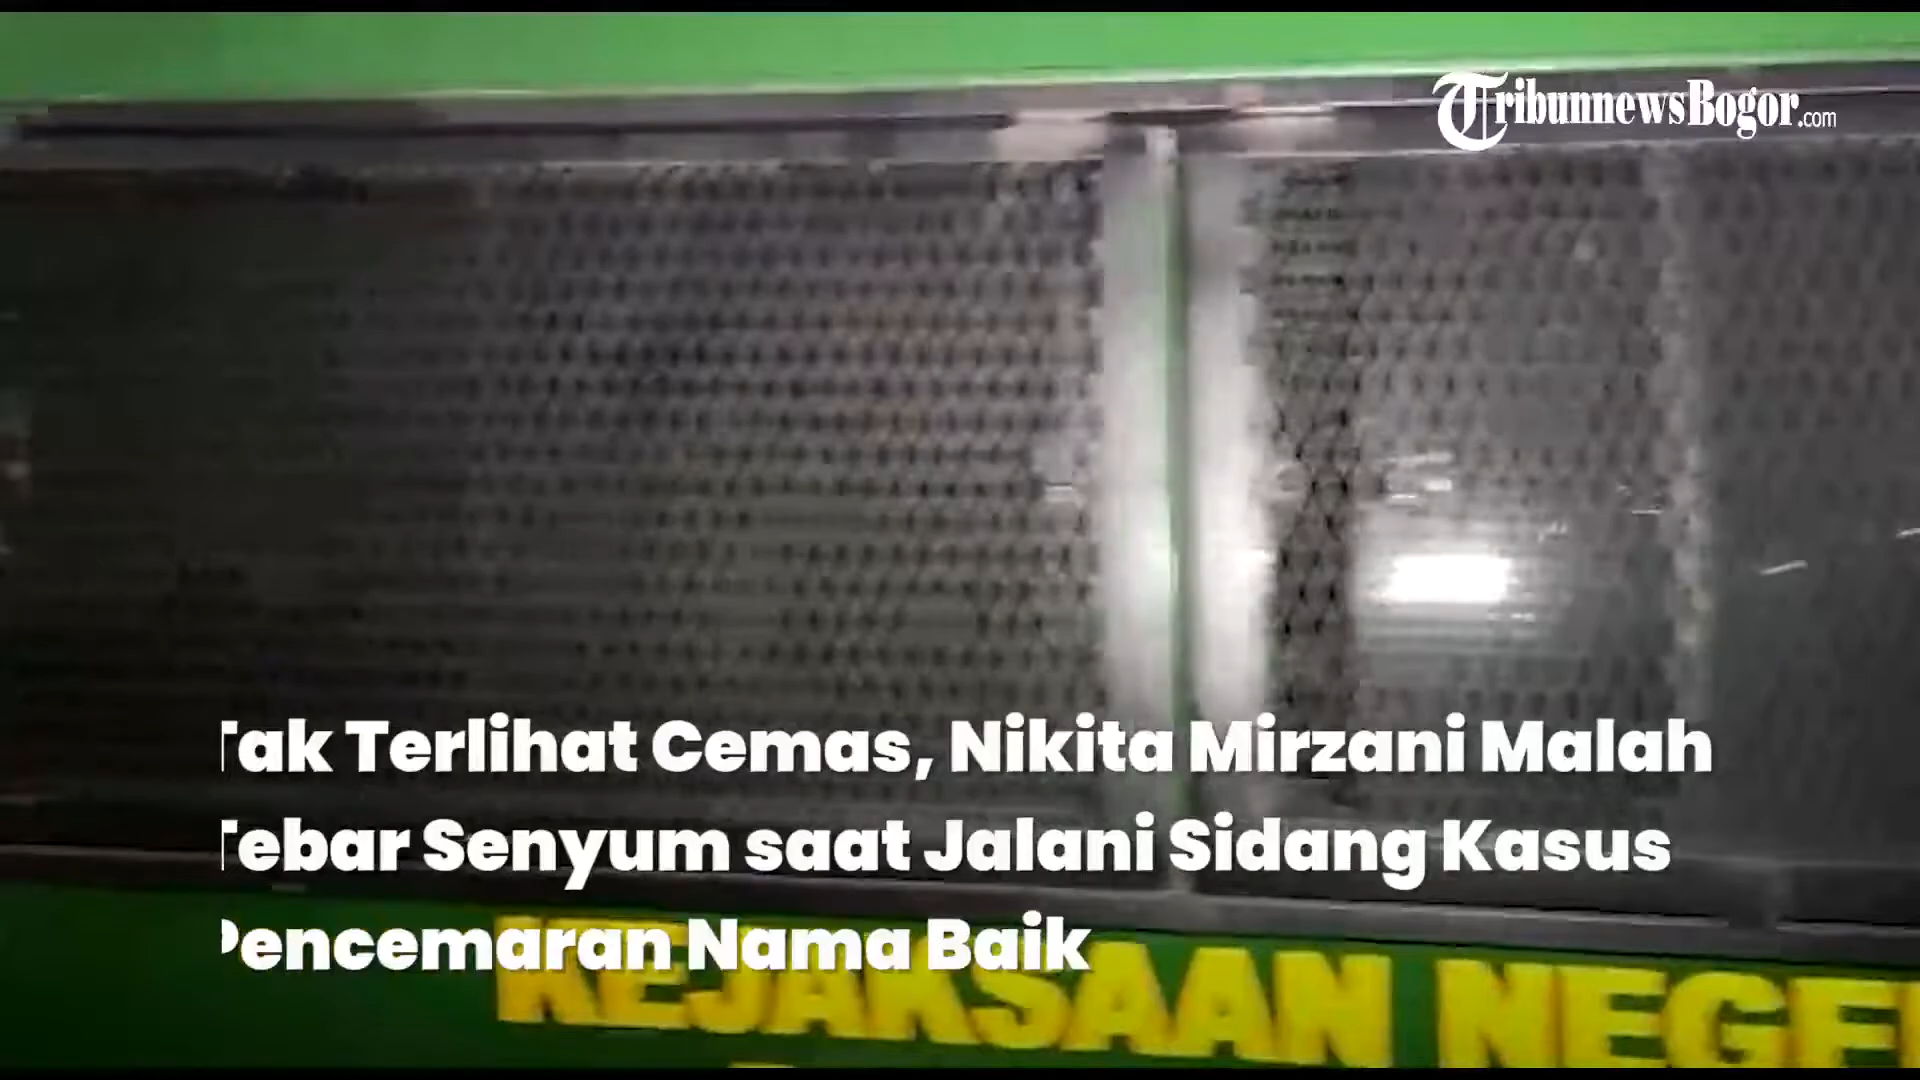 TribunnewsBogor.com
Tak Terlihat Cemas, Nikita Mirzani Malah
Tebar Senyum saat Jalani Sidang Kasus
Pencemaran Nama Baik
KEJAKSAAN NEGE